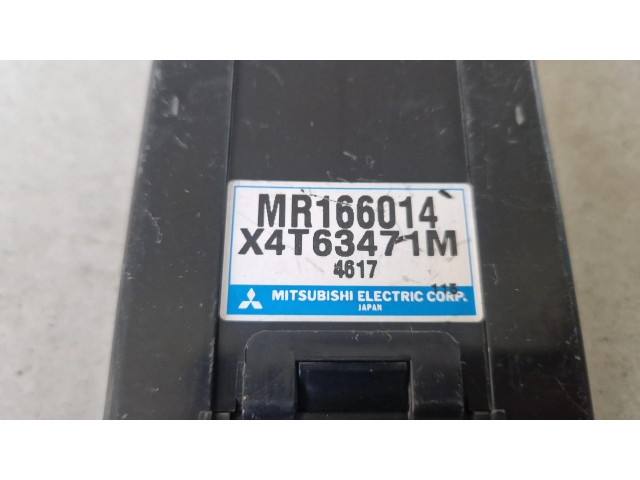 MR166014
X4T63471M
4617
115
MITSUBISHI ELECTRIC CORP.
JAPAN